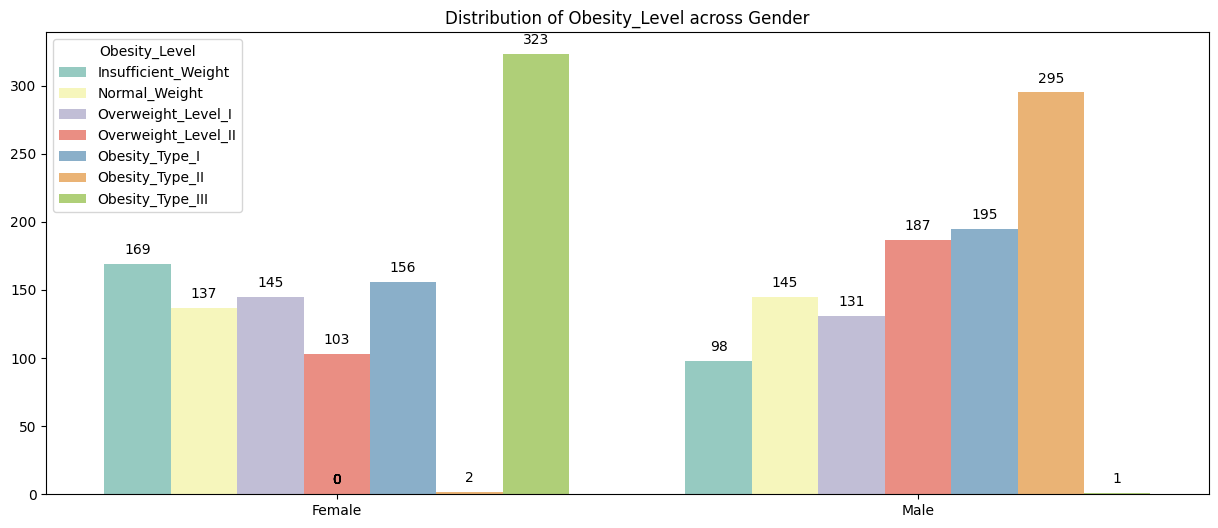 Distribution of Obesity_Level across Gender
Obesity_Level
Insufficient_Weight
Normal_Weight
Overweight_Level_I
Overweight_Level_II
Obesity_Type_I
Obesity_Type_II
Obesity_Type_III
300
250
200
150
100
50
0
169
137
145
103
0
156
2
323
98
145
131
187
195
295
1
Female
Male